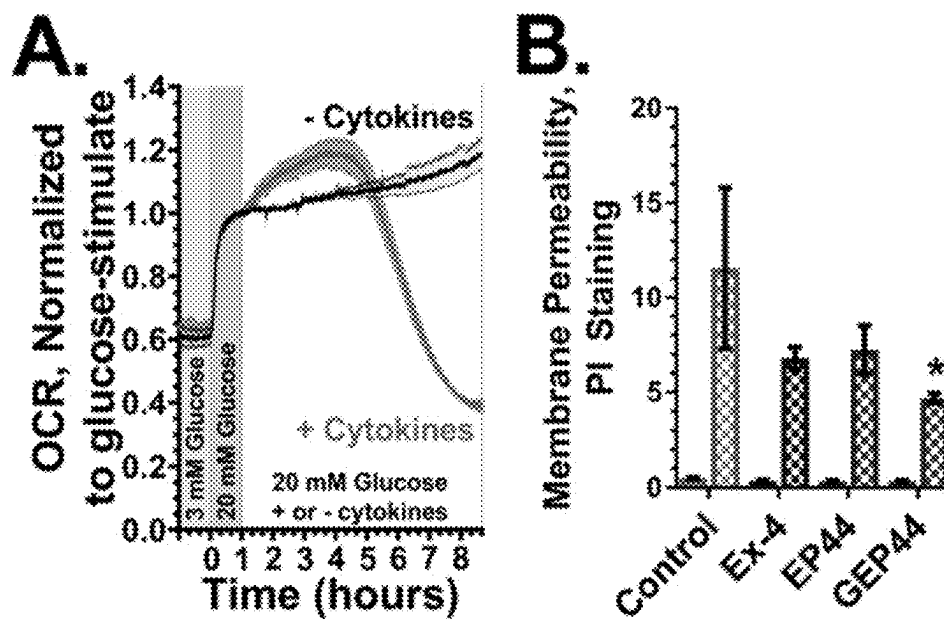 A.
OCR, Normalized
to glucose-stimulate
1.4
1.2
1.0
0.8
0.6
0.4
0.2
0.0
- Cytokines
+ Cytokines
3 mM Glucose
20 mM Glucose
20 mM Glucose
+ or - cytokines
0 1 2 3 4 5 6 7 8
Time (hours)
B.
Membrane Permeability,
PI Staining
20
15
10
5
0
*
Control
Ex-4
EP44
GEP44